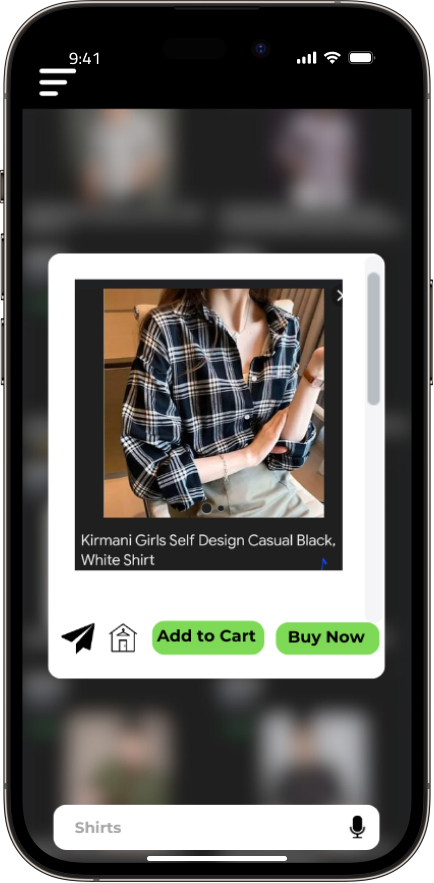 9:41
Kirmani Girls Self Design Casual Black,
White Shirt
Add to Cart
Buy Now
Shirts